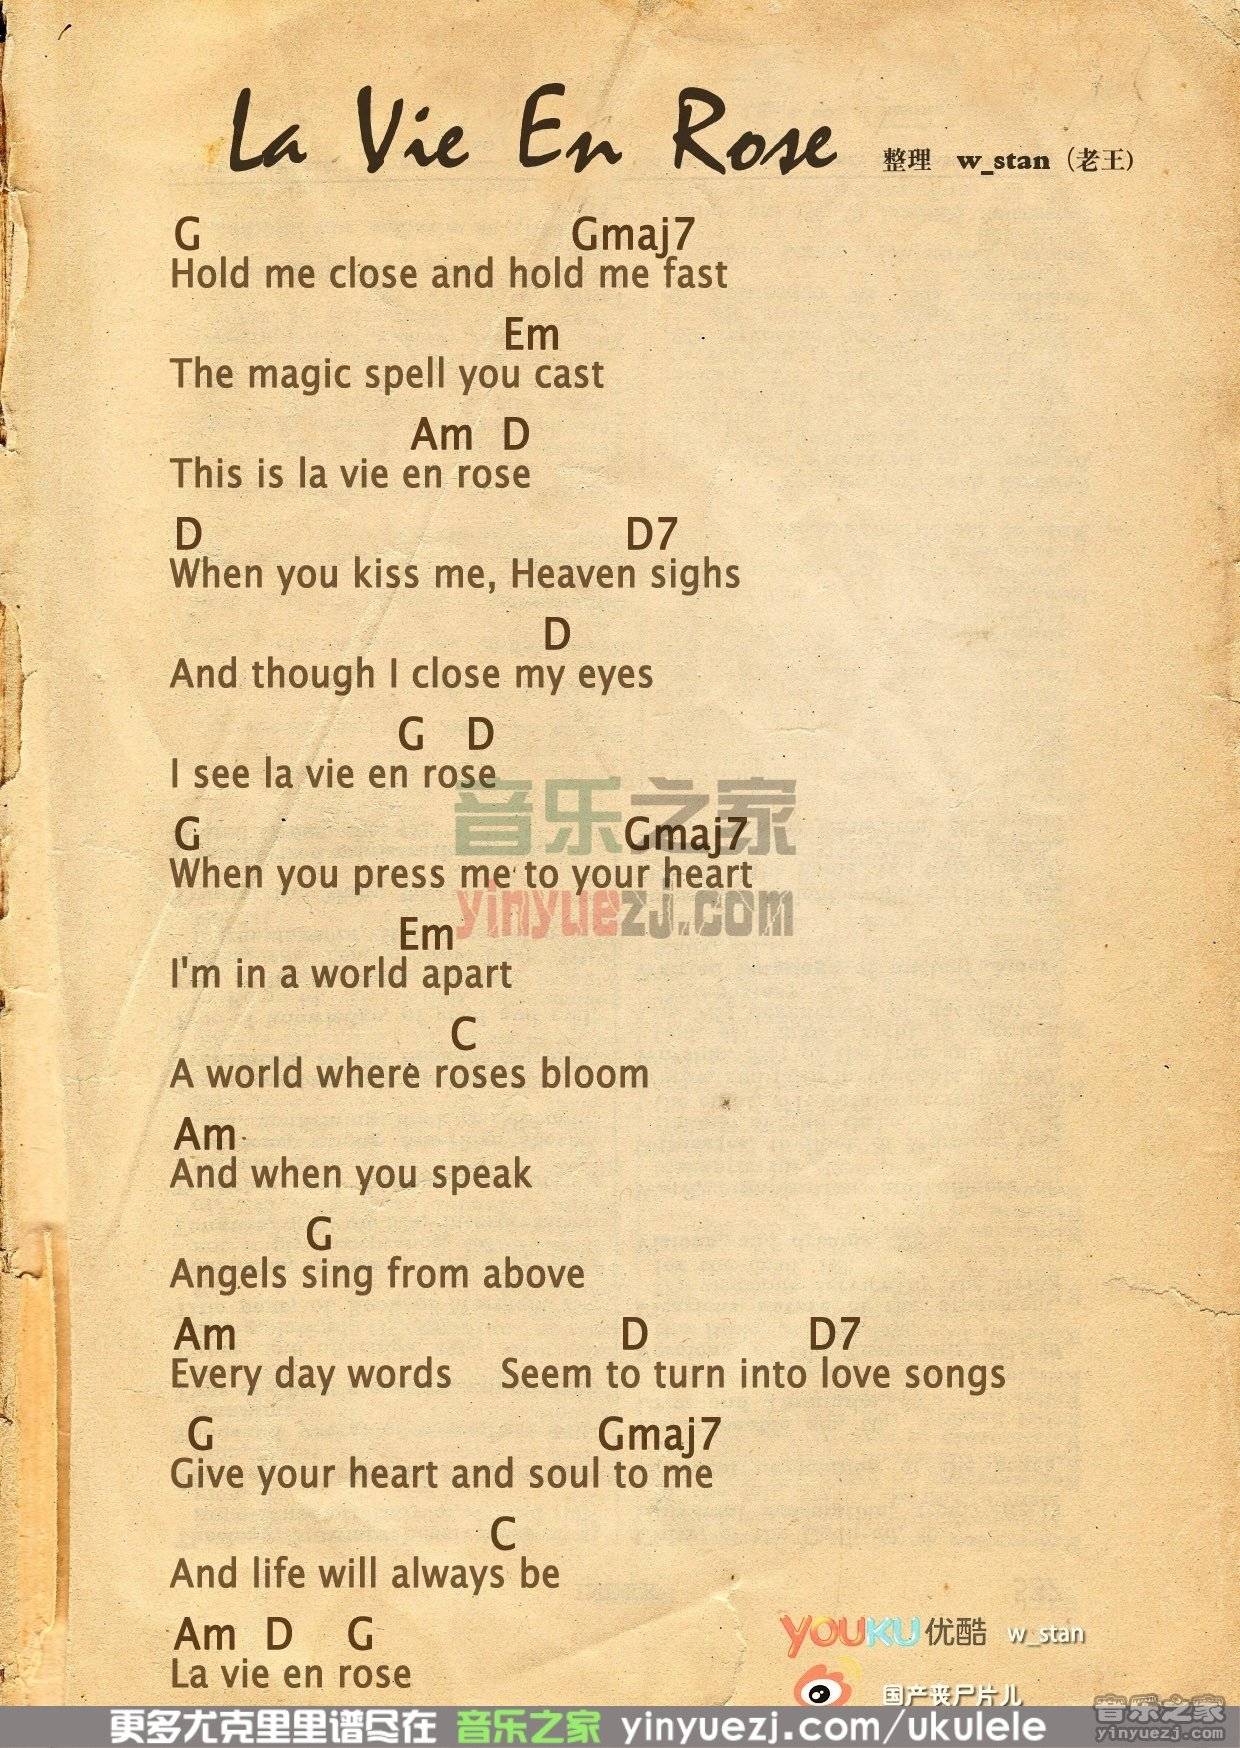 La Vie En Rose 整理 w_stan (老王)
G Gmaj7
Hold me close and hold me fast
Em
The magic spell you cast
Am D
This is la vie en rose
D D7
When you kiss me, Heaven sighs
D
And though I close my eyes
G D
I see la vie en rose
音乐之家
G Gmaj7
When you press me to your heart
yinyuezj.com
Em
I'm in a world apart
C
A world where roses bloom
Am
And when you speak
G
Angels sing from above
Am D D7
Every day words Seem to turn into love songs
G Gmaj7
Give your heart and soul to me
C
And life will always be
Am D G
La vie en rose
YOUKU优酷 w_stan
国产丧尸片儿
更多尤克里里谱尽在 音乐之家 yinyuezj.com/ukulele
音乐之家
yinyuezj.com